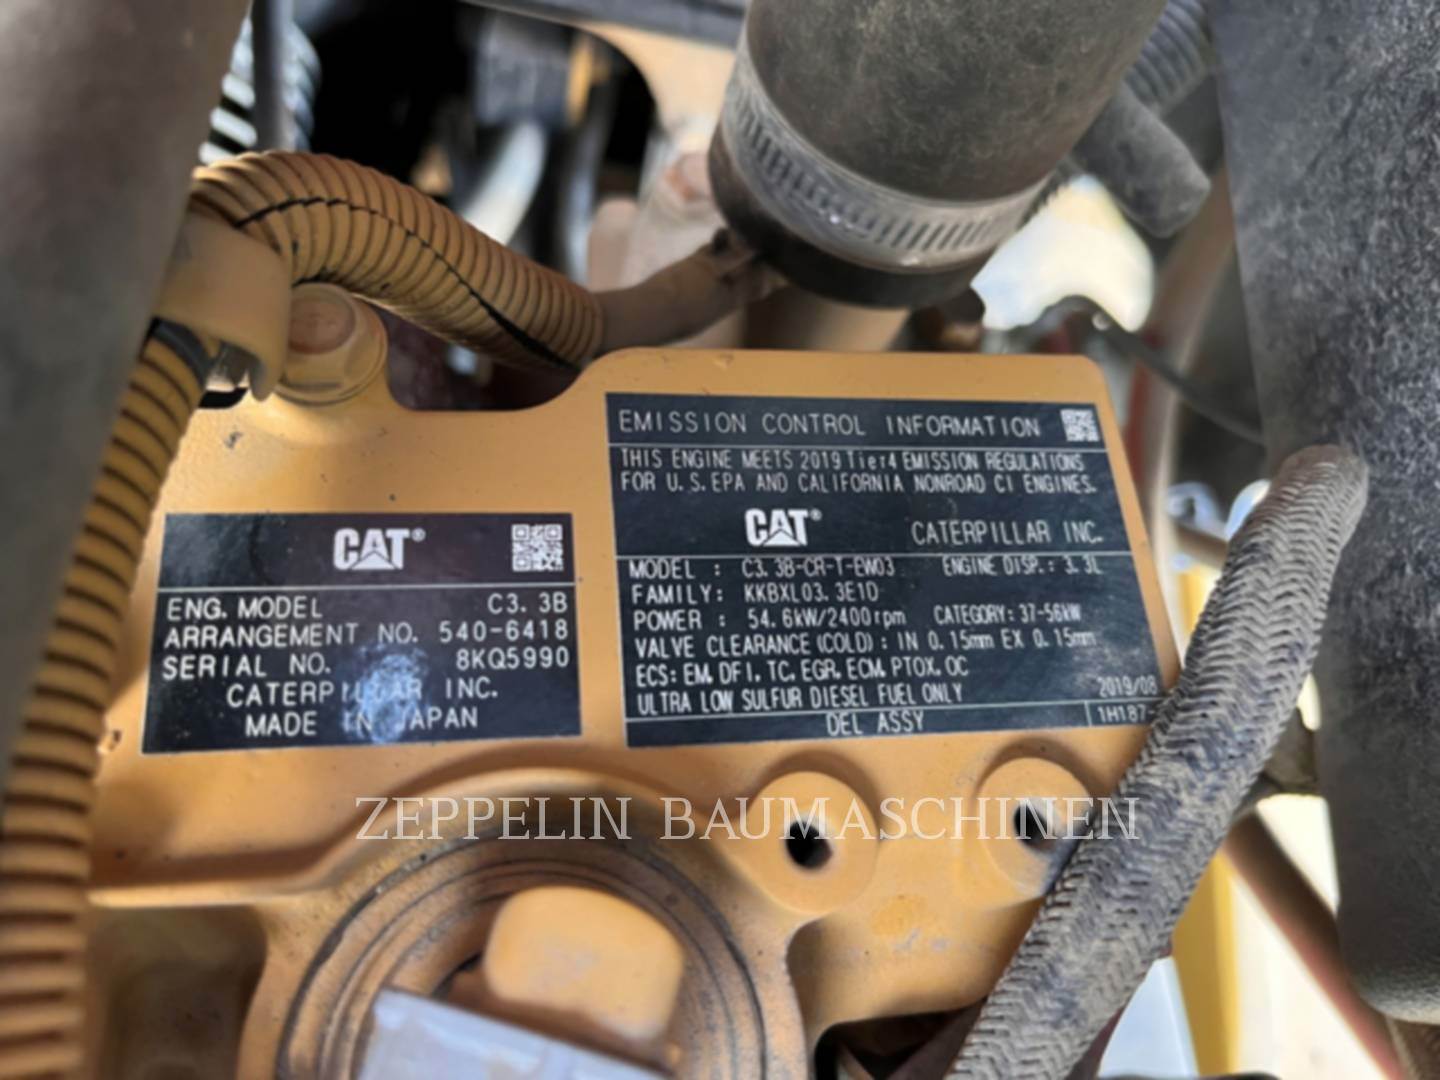 CAT®
ENG. MODEL C3.3B
ARRANGEMENT NO. 540-6418
SERIAL NO. 8KQ5990
CATERPILLAR INC.
MADE IN JAPAN
EMISSION CONTROL INFORMATION
THIS ENGINE MEETS 2019 Tier4 EMISSION REGULATIONS
FOR U.S.EPA AND CALIFORNIA NONROAD CI ENGINES.
CAT® CATERPILLAR INC.
MODEL : C3.3B-CR-T-EW03 ENGINE DISP.: 3.3L
FAMILY: KKBXL03.3E1D
POWER : 54.6kW/2400rpm CATEGORY: 37-56kW
VALVE CLEARANCE(COLD): IN 0.15mm EX 0.15mm
ECS: EM, DFI, TC, EGR, ECM, PTOX, OC
ULTRA LOW SULFUR DIESEL FUEL ONLY 2019/08
DEL ASSY 1H187-
ZEPPELIN BAUMASCHINEN